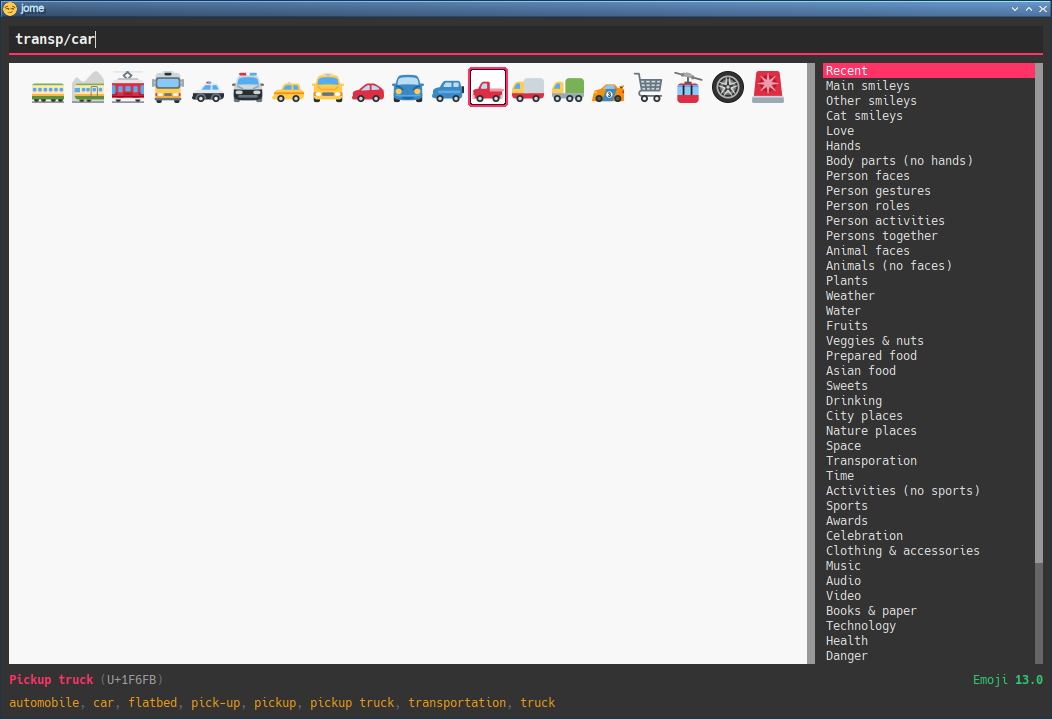 jome
transp/car
Recent
Main smileys
Other smileys
Cat smileys
Love
Hands
Body parts (no hands)
Person faces
Person gestures
Person roles
Person activities
Persons together
Animal faces
Animals (no faces)
Plants
Weather
Water
Fruits
Veggies & nuts
Prepared food
Asian food
Sweets
Drinking
City places
Nature places
Space
Transporation
Time
Activities (no sports)
Sports
Awards
Celebration
Clothing & accessories
Music
Audio
Video
Books & paper
Technology
Health
Danger
Pickup truck (U+1F6FB)
Emoji 13.0
automobile, car, flatbed, pick-up, pickup, pickup truck, transportation, truck